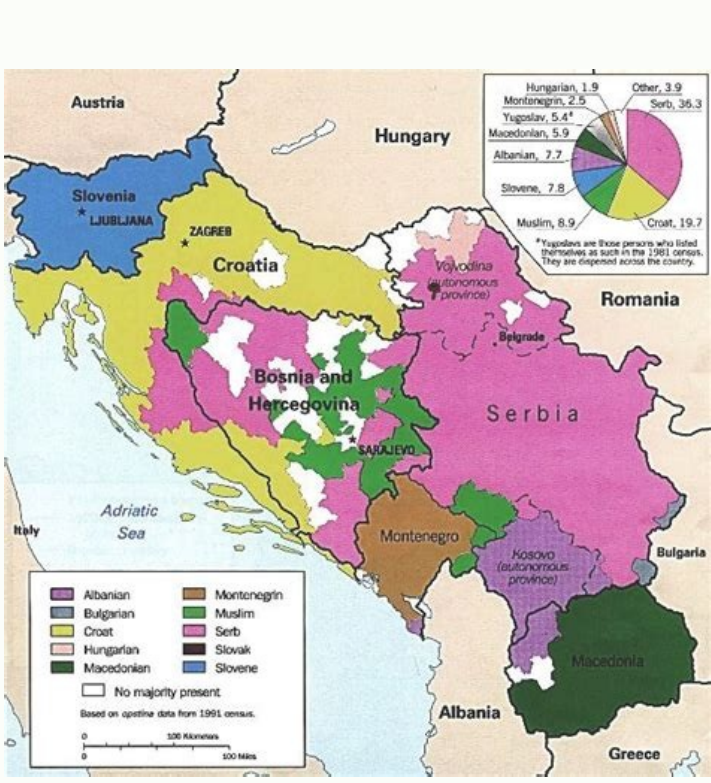 Austria
Hungary
Hungarian, 1.9
Other, 3.9
Montenegrin, 2.5
Serb, 36.3
Yugoslav, 5.4*
Macedonian, 5.9
Albanian, 7.7
Slovene, 7.8
Muslim, 8.9
Croat, 19.7
*Yugoslavs are those persons who listed
themselves as such in the 1981 census.
They are dispersed across the country.
Slovenia
LJUBLJANA
ZAGREB
Croatia
Vojvodina
(autonomous
province)
Romania
Belgrade
Bosnia and
Hercegovina
Serbia
SARAJEVO
Adriatic
Sea
Italy
Montenegro
Kosovo
(autonomous
province)
Bulgaria
Macedonia
Albania
Greece
Albanian
Montenegrin
Bulgarian
Muslim
Croat
Serb
Hungarian
Slovak
Macedonian
Slovene
No majority present
Based on opstina data from 1991 census.
0 100 Kilometers
0 100 Miles